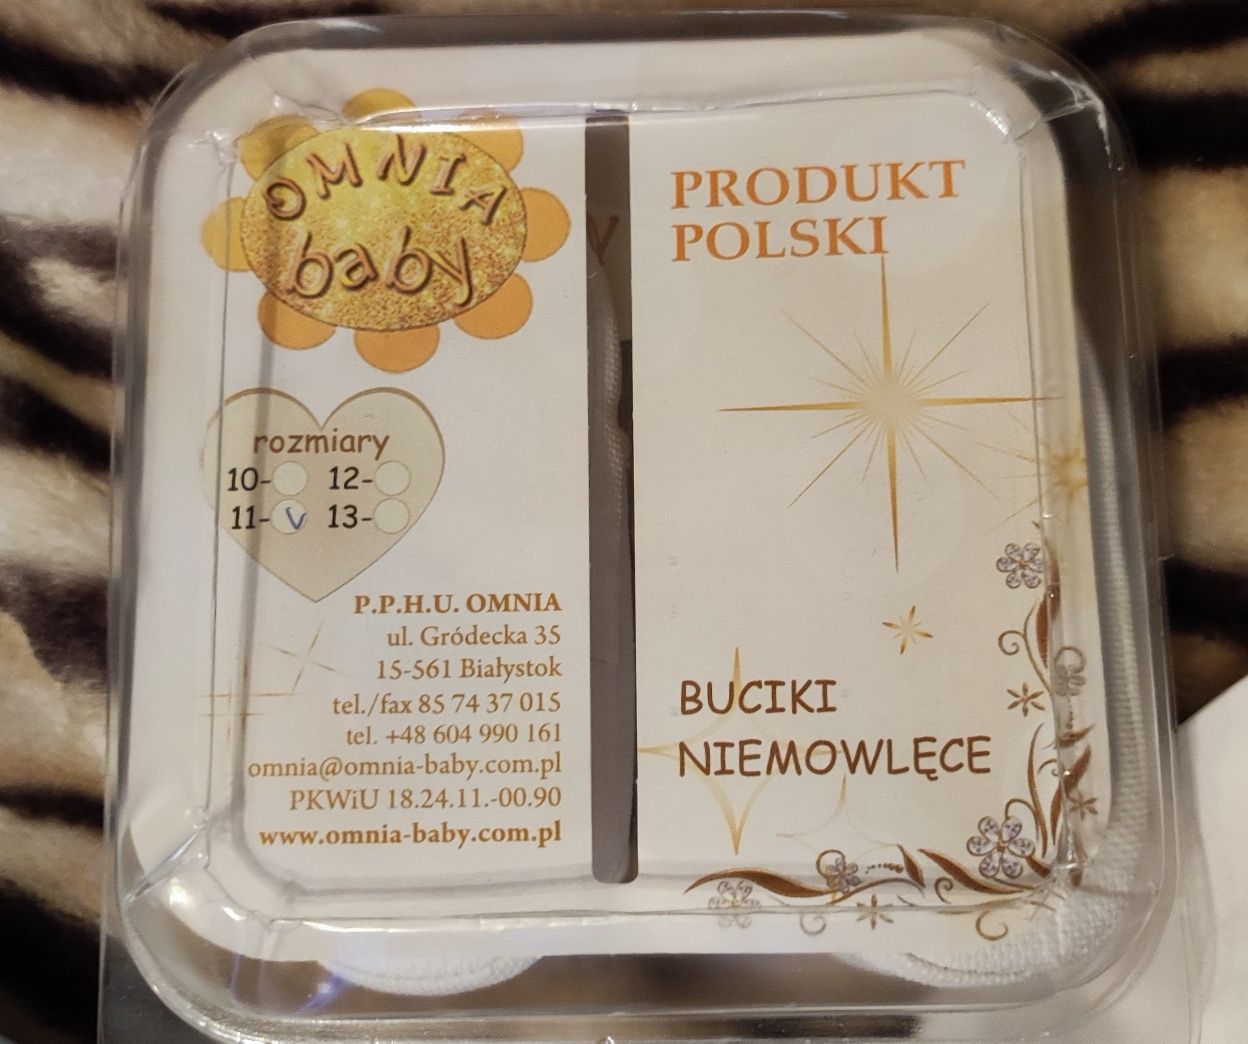 OMNIA
baby
rozmiary
10- 12-
11-v 13-
P.P.H.U. OMNIA
ul. Gródecka 35
15-561 Białystok
tel./fax 85 74 37 015
tel. +48 604 990 161
omnia@omnia-baby.com.pl
PKWiU 18.24.11.-00.90
www.omnia-baby.com.pl
PRODUKT
POLSKI
BUCIKI
NIEMOWLĘCE